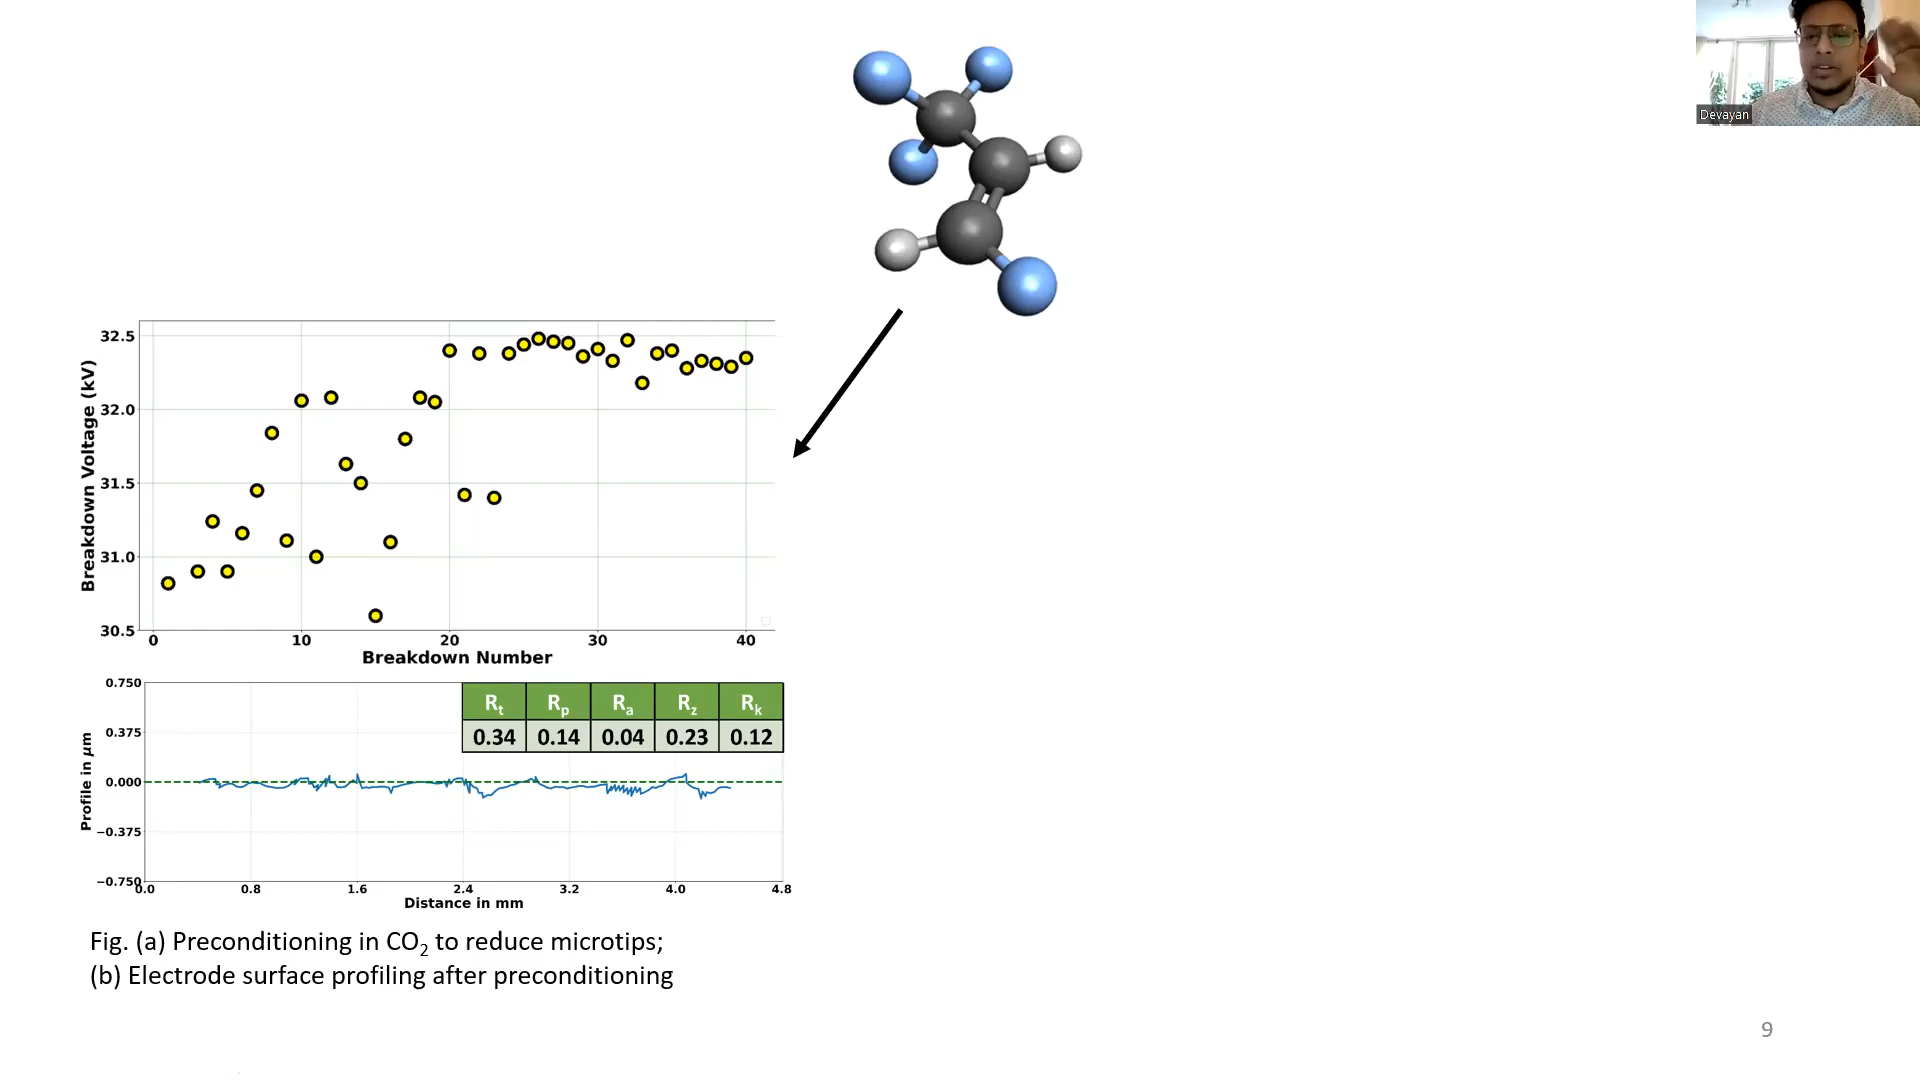 Devayan
32.5
32.0
31.5
31.0
30.5
Breakdown Voltage (kV)
0 10 20 30 40
Breakdown Number
0.750
0.375
0.000
−0.375
−0.750
Profile in μm
Rt Rp Ra Rz Rk
0.34 0.14 0.04 0.23 0.12
0.0 0.8 1.6 2.4 3.2 4.0 4.8
Distance in mm
Fig. (a) Preconditioning in CO2 to reduce microtips;
(b) Electrode surface profiling after preconditioning
9